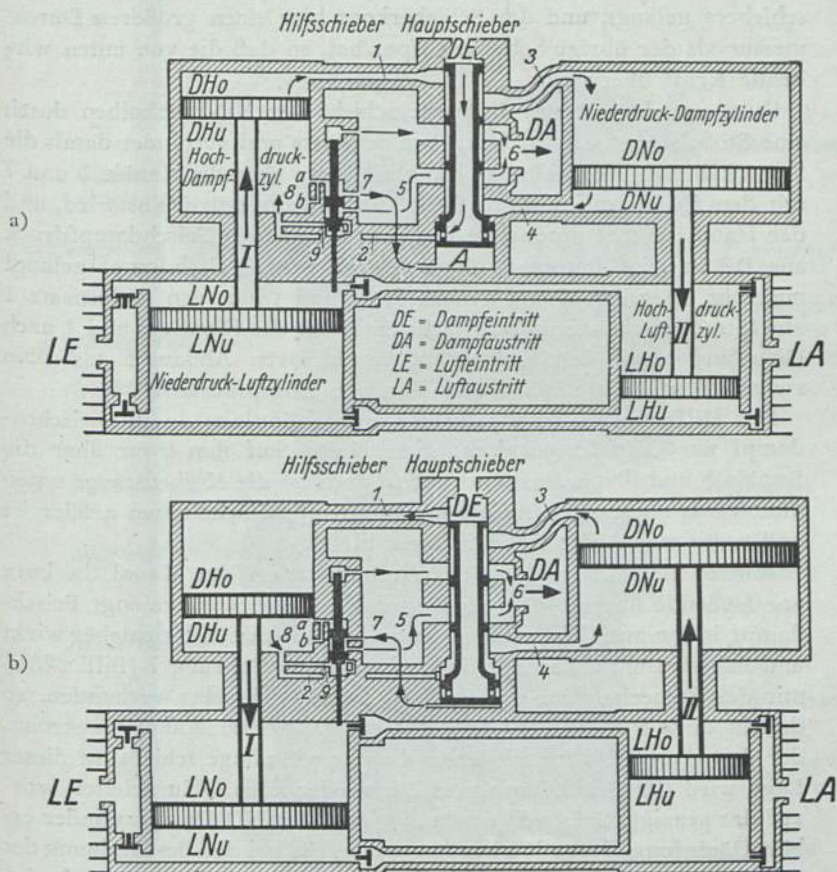 Hilfsschieber Hauptschieber
DE
1
3
DHo
DHu
Hoch- druck-
Dampf zyl.
DA
Niederdruck-Dampfzylinder
6
DNo
DNu
a
8
b
7
5
4
a)
9
2
A
I
LNo
LNu
DE = Dampfeintritt
DA = Dampfaustritt
LE = Lufteintritt
LA = Luftaustritt
Hoch- druck-
Luft- zyl.
II
LHo
LHu
LE
LA
Niederdruck-Luftzylinder
Hilfsschieber Hauptschieber
DE
1
3
DHo
DHu
DA
6
DNo
DNu
a
8
b
7
5
4
b)
2
9
I
II
LNo
LNu
LHo
LHu
LE
LA